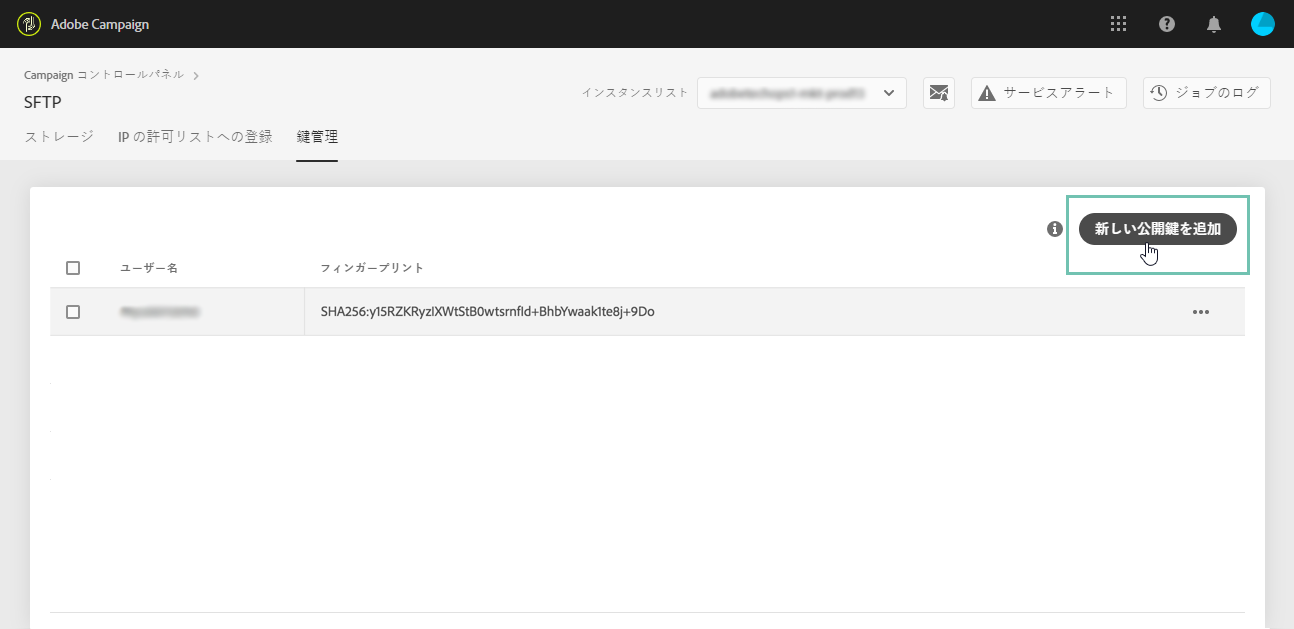 Adobe Campaign
Campaign コントロールパネル
SFTP
インスタンスリスト
サービスアラート
ジョブのログ
ストレージ IP の許可リストへの登録 鍵管理
新しい公開鍵を追加
ユーザー名 フィンガープリント
SHA256:y15RZKRyzIXWtStB0wtsrnfId+BhbYwaak1te8j+9Do